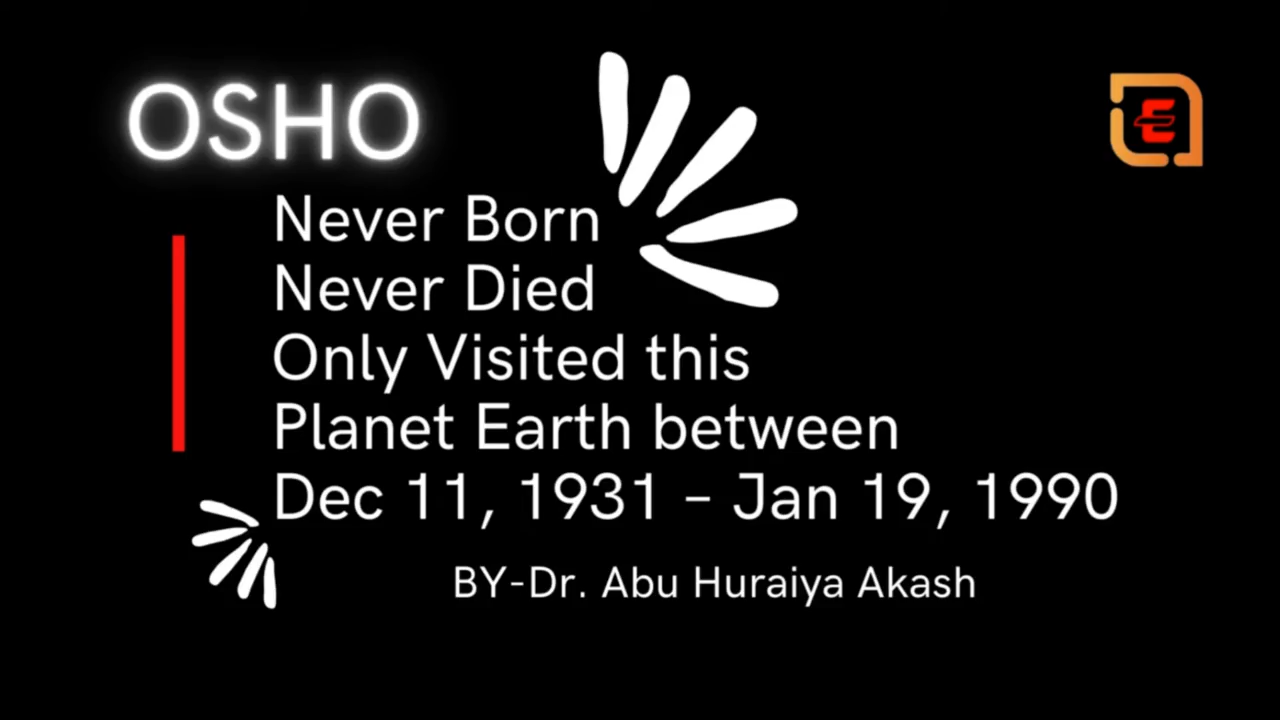 OSHO
Never Born
Never Died
Only Visited this
Planet Earth between
Dec 11, 1931 – Jan 19, 1990
BY-Dr. Abu Huraiya Akash
E